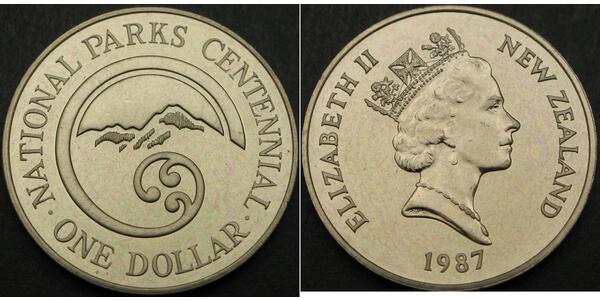 · NATIONAL PARKS CENTENNIAL ·
ONE DOLLAR
ELIZABETH II
NEW ZEALAND
1987